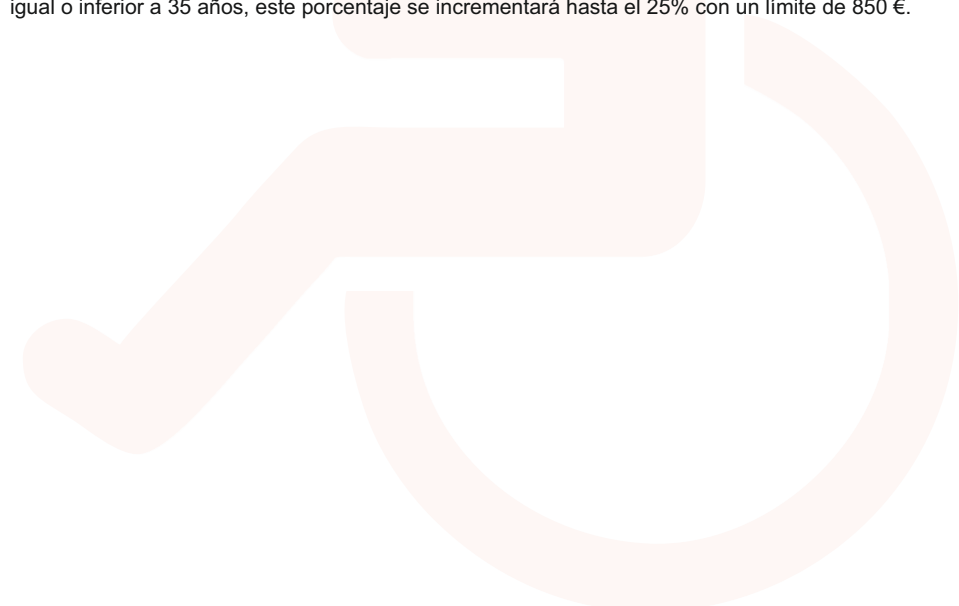 igual o inferior a 35 años, este porcentaje se incrementará hasta el 25% con un límite de 850 €.